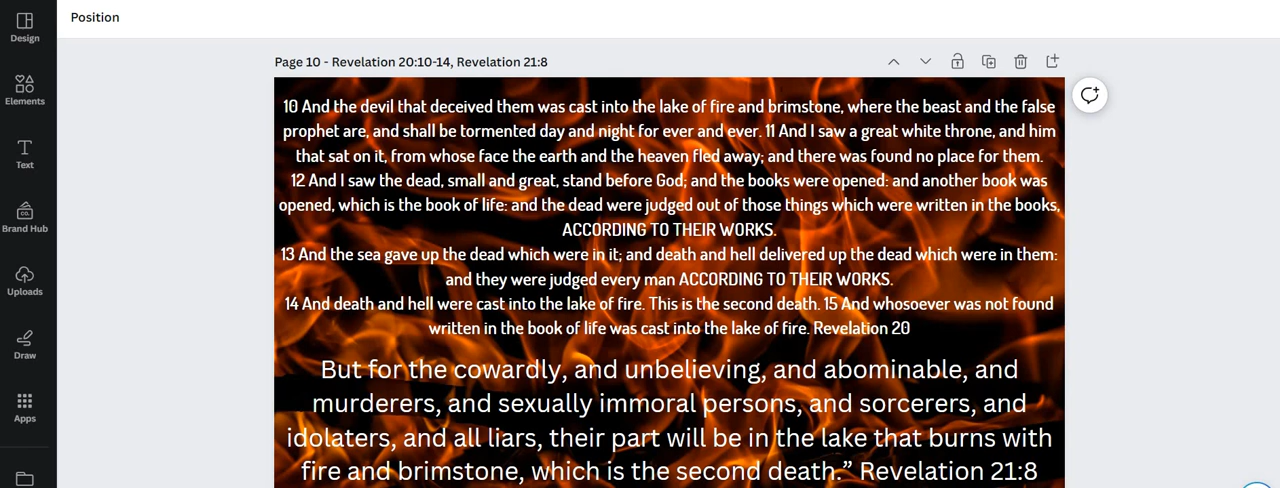 Position
Design
Elements
Text
Brand Hub
Uploads
Draw
Apps
Page 10 - Revelation 20:10-14, Revelation 21:8
10 And the devil that deceived them was cast into the lake of fire and brimstone, where the beast and the false
prophet are, and shall be tormented day and night for ever and ever. 11 And I saw a great white throne, and him
that sat on it, from whose face the earth and the heaven fled away; and there was found no place for them.
12 And I saw the dead, small and great, stand before God; and the books were opened: and another book was
opened, which is the book of life: and the dead were judged out of those things which were written in the books,
ACCORDING TO THEIR WORKS.
13 And the sea gave up the dead which were in it; and death and hell delivered up the dead which were in them:
and they were judged every man ACCORDING TO THEIR WORKS.
14 And death and hell were cast into the lake of fire. This is the second death. 15 And whosoever was not found
written in the book of life was cast into the lake of fire. Revelation 20
But for the cowardly, and unbelieving, and abominable, and
murderers, and sexually immoral persons, and sorcerers, and
idolaters, and all liars, their part will be in the lake that burns with
fire and brimstone, which is the second death.” Revelation 21:8